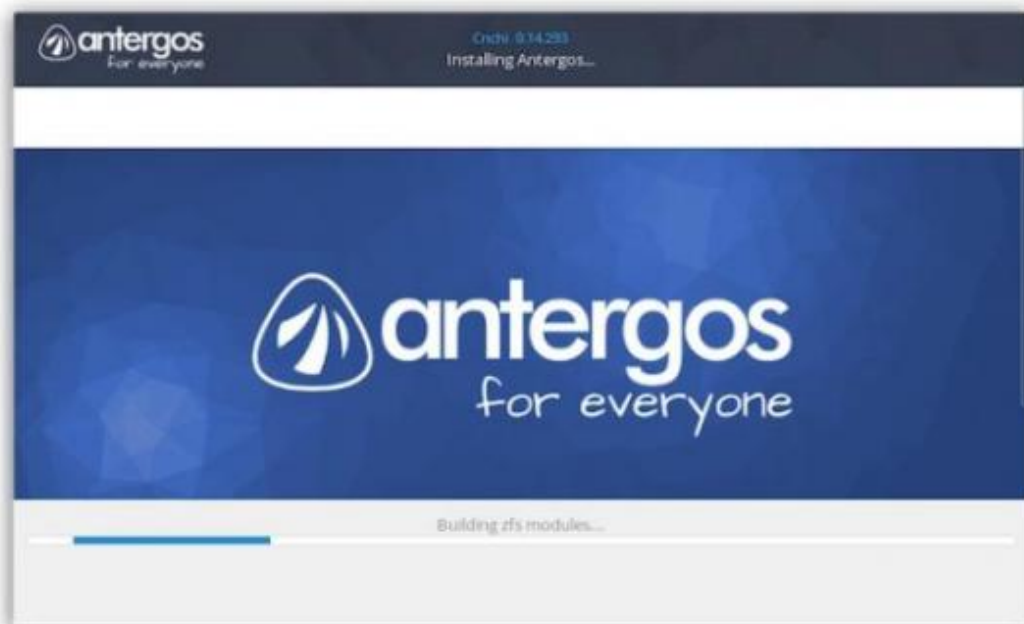 antergos
for everyone
Cnchi 0.14.293
Installing Antergos...
antergos
for everyone
Building zfs modules...